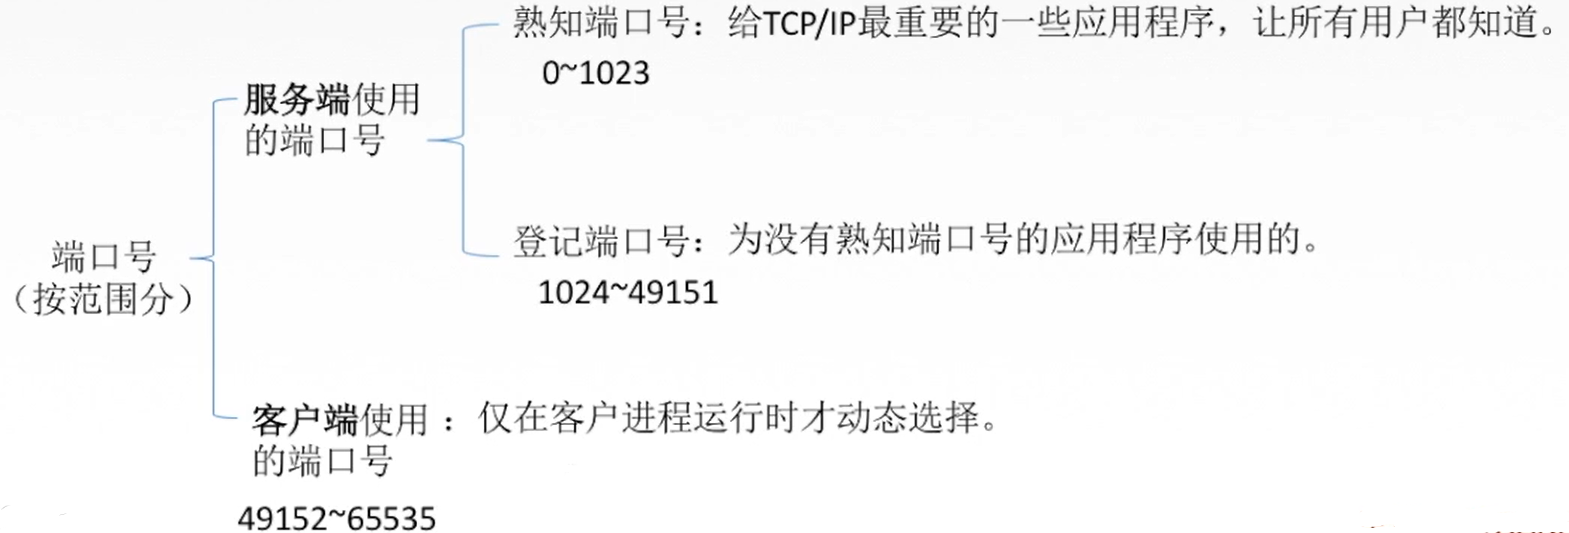 熟知端口号：给TCP/IP最重要的一些应用程序，让所有用户都知道。
0~1023
服务端使用
的端口号
登记端口号：为没有熟知端口号的应用程序使用的。
1024~49151
端口号
（按范围分）
客户端使用：仅在客户进程运行时才动态选择。
的端口号
49152~65535